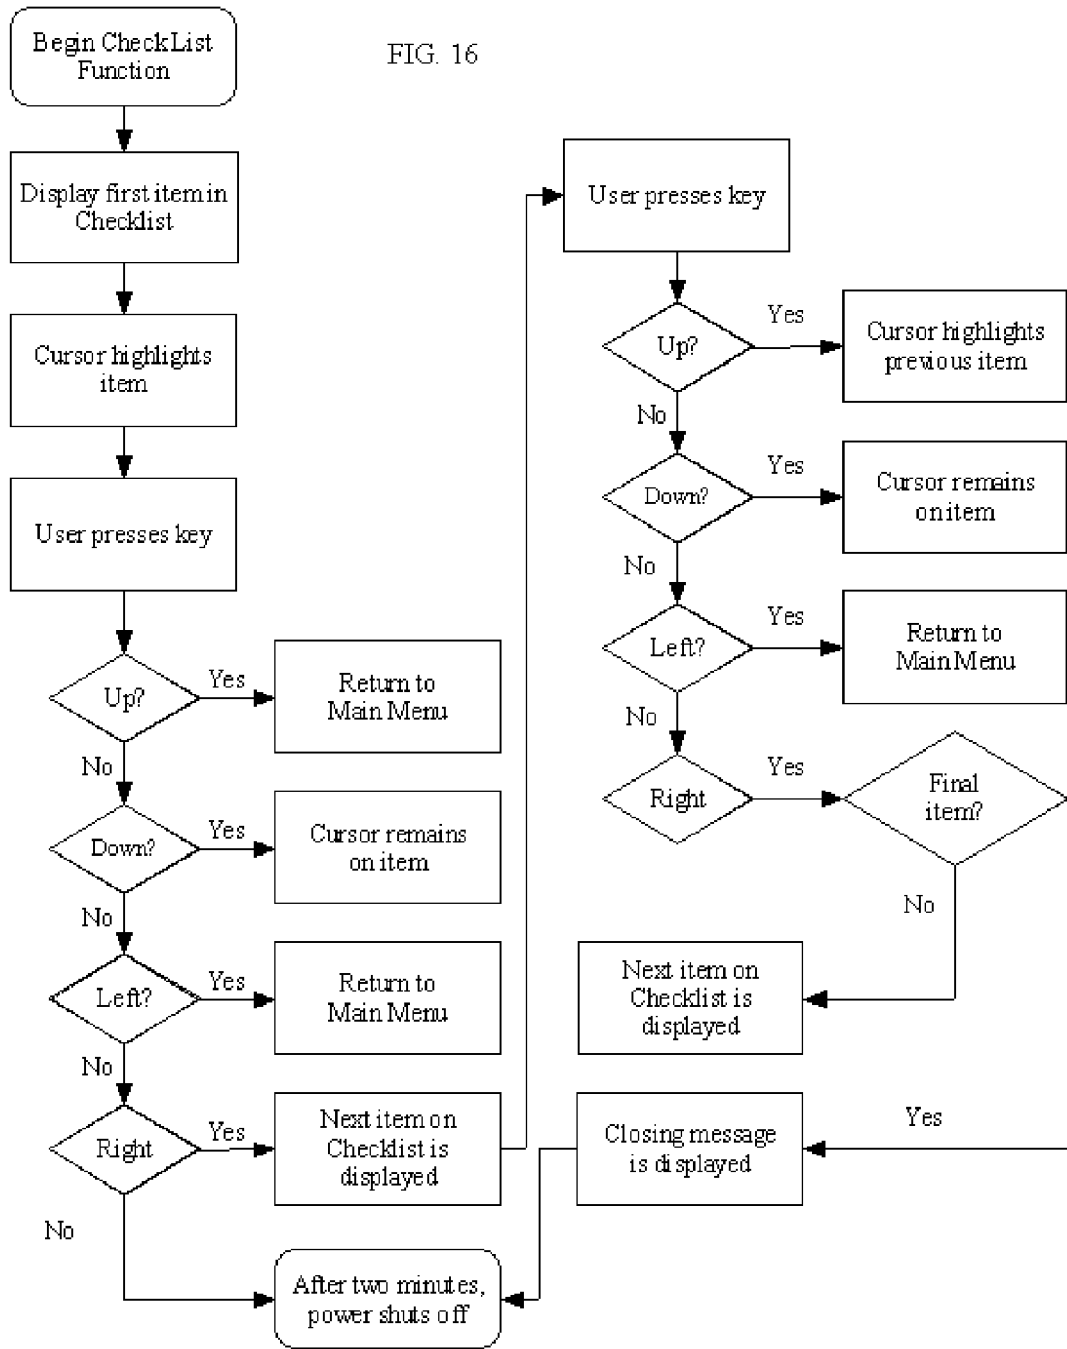 Begin CheckList
Function
FIG. 16
Display first item in
Checklist
Cursor highlights
item
User presses key
Up?
Yes
Return to
Main Menu
No
Down?
Yes
Cursor remains
on item
No
Left?
Yes
Return to
Main Menu
No
Right
Yes
Next item on
Checklist is
displayed
No
After two minutes,
power shuts off
User presses key
Up?
Yes
Cursor highlights
previous item
No
Down?
Yes
Cursor remains
on item
No
Left?
Yes
Return to
Main Menu
No
Right
Yes
Final
item?
No
Next item on
Checklist is
displayed
Yes
Closing message
is displayed